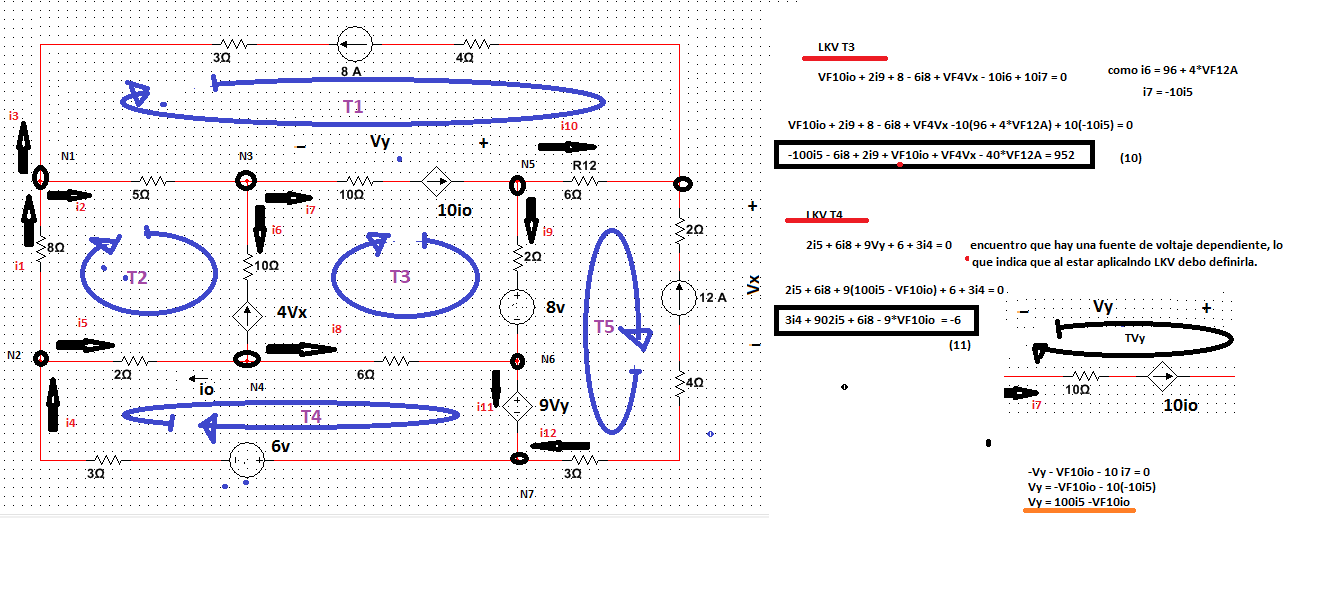 3Ω
8 A
4Ω
T1
i3
N1
i2
5Ω
N3
i7
10Ω
− Vy +
10io
N5
i10
R12
6Ω
i1
8Ω
T2
i6
10Ω
4Vx
T3
i9
2Ω
8v
T5
2Ω
12 A
+
Vx
−
4Ω
i5
N2
2Ω
io
N4
i8
6Ω
N6
i4
T4
i11
9Vy
i12
3Ω
6v
3Ω
N7
LKV T3
VF10io + 2i9 + 8 - 6i8 + VF4Vx - 10i6 + 10i7 = 0
como i6 = 96 + 4*VF12A
i7 = -10i5
VF10io + 2i9 + 8 - 6i8 + VF4Vx -10(96 + 4*VF12A) + 10(-10i5) = 0
-100i5 - 6i8 + 2i9 + VF10io + VF4Vx - 40*VF12A = 952
(10)
LKV T4
2i5 + 6i8 + 9Vy + 6 + 3i4 = 0
encuentro que hay una fuente de voltaje dependiente, lo
que indica que al estar aplicalndo LKV debo definirla.
2i5 + 6i8 + 9(100i5 - VF10io) + 6 + 3i4 = 0
3i4 + 902i5 + 6i8 - 9*VF10io = -6
(11)
− Vy +
TVy
10Ω
i7
10io
-Vy - VF10io - 10 i7 = 0
Vy = -VF10io - 10(-10i5)
Vy = 100i5 -VF10io